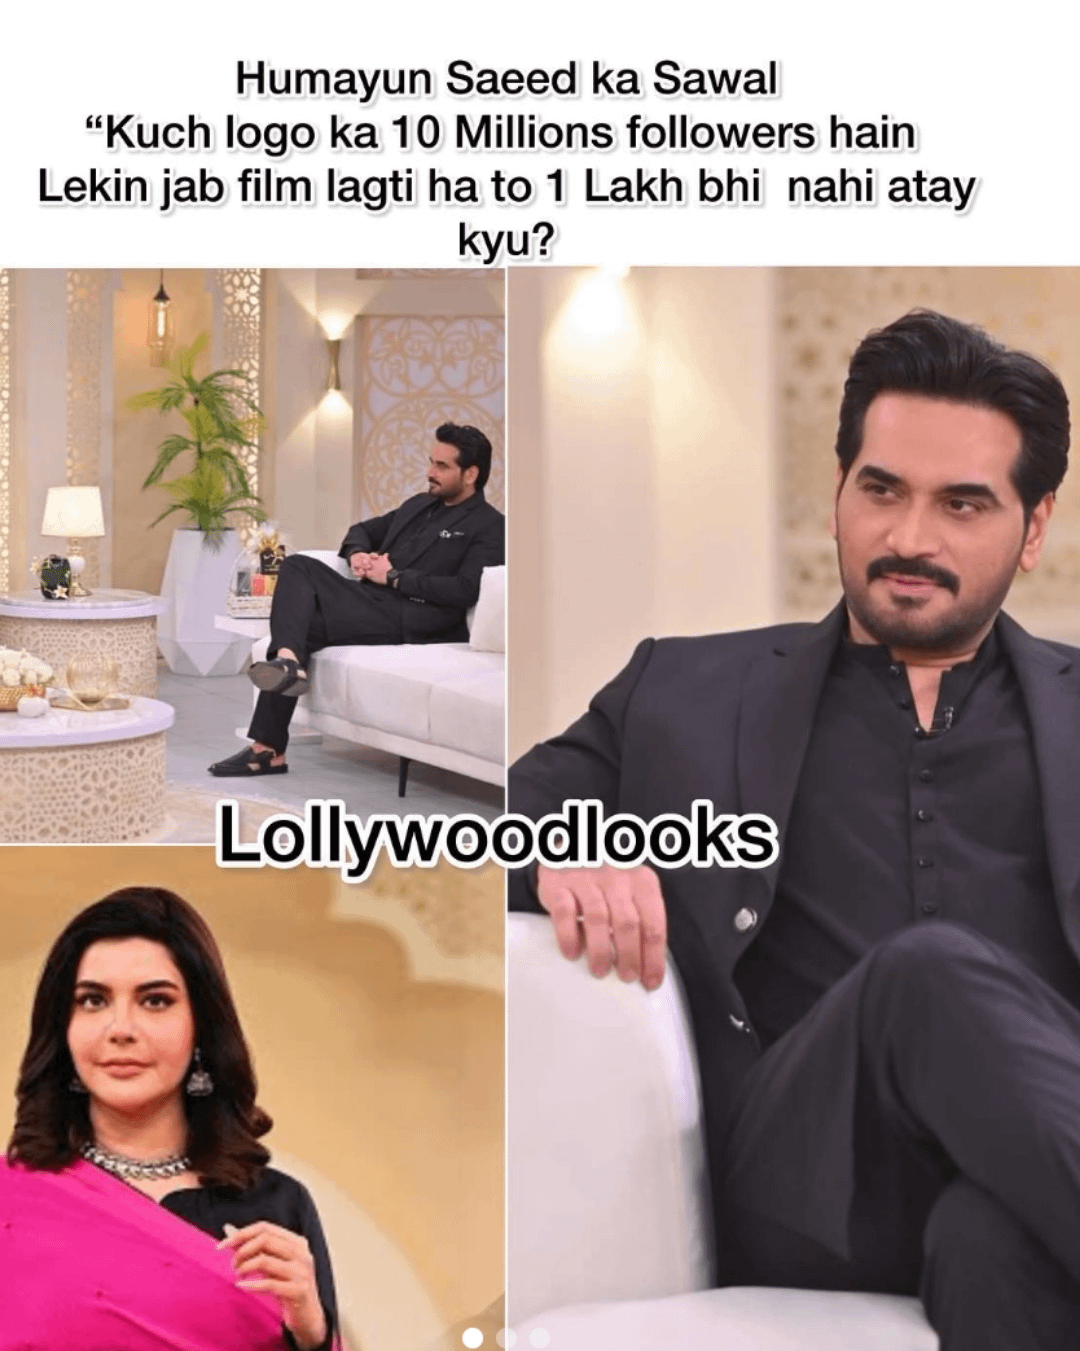 Humayun Saeed ka Sawal
“Kuch logo ka 10 Millions followers hain
Lekin jab film lagti ha to 1 Lakh bhi nahi atay
kyu?
Lollywoodlooks